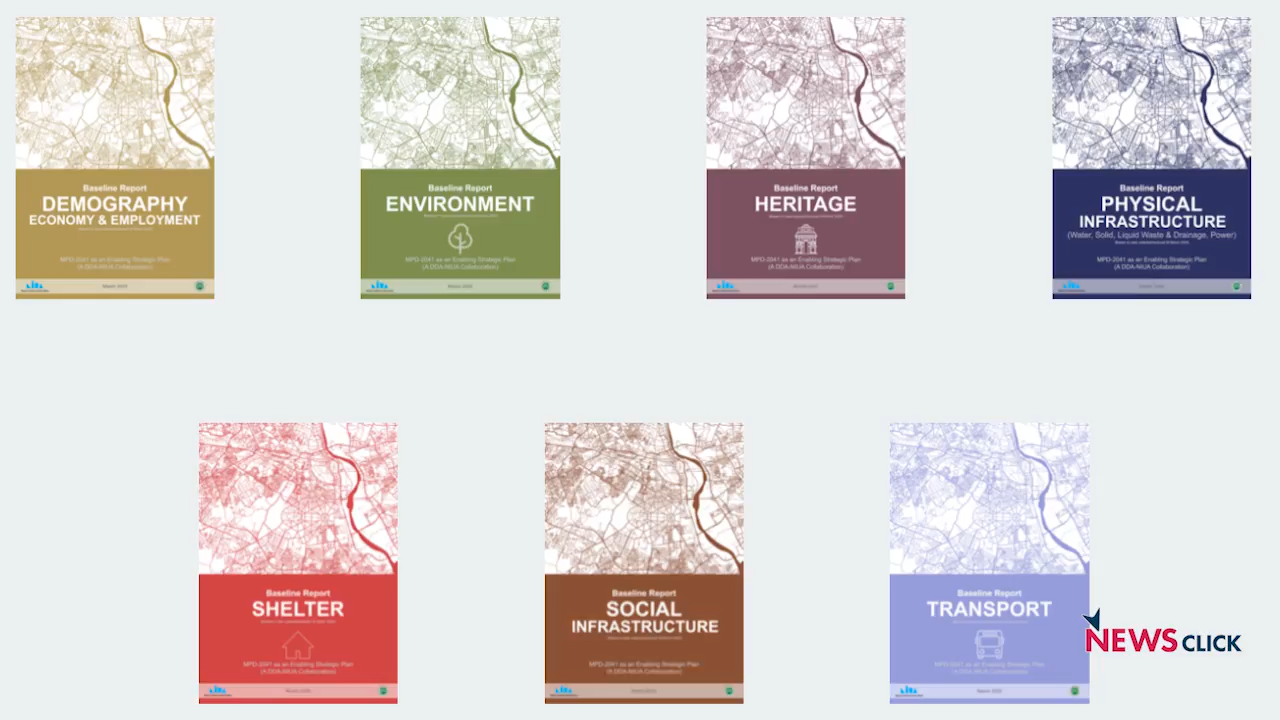 Baseline Report
DEMOGRAPHY
ECONOMY & EMPLOYMENT
MPD-2041 as an Enabling Strategic Plan
(A DDA-NIUA Collaboration)
Baseline Report
ENVIRONMENT
MPD-2041 as an Enabling Strategic Plan
(A DDA-NIUA Collaboration)
Baseline Report
HERITAGE
MPD-2041 as an Enabling Strategic Plan
(A DDA-NIUA Collaboration)
Baseline Report
PHYSICAL
INFRASTRUCTURE
(Water, Solid, Liquid Waste & Drainage, Power)
MPD-2041 as an Enabling Strategic Plan
(A DDA-NIUA Collaboration)
Baseline Report
SHELTER
MPD-2041 as an Enabling Strategic Plan
(A DDA-NIUA Collaboration)
Baseline Report
SOCIAL
INFRASTRUCTURE
MPD-2041 as an Enabling Strategic Plan
(A DDA-NIUA Collaboration)
Baseline Report
TRANSPORT
MPD-2041 as an Enabling Strategic Plan
(A DDA-NIUA Collaboration)
NEWSCLICK